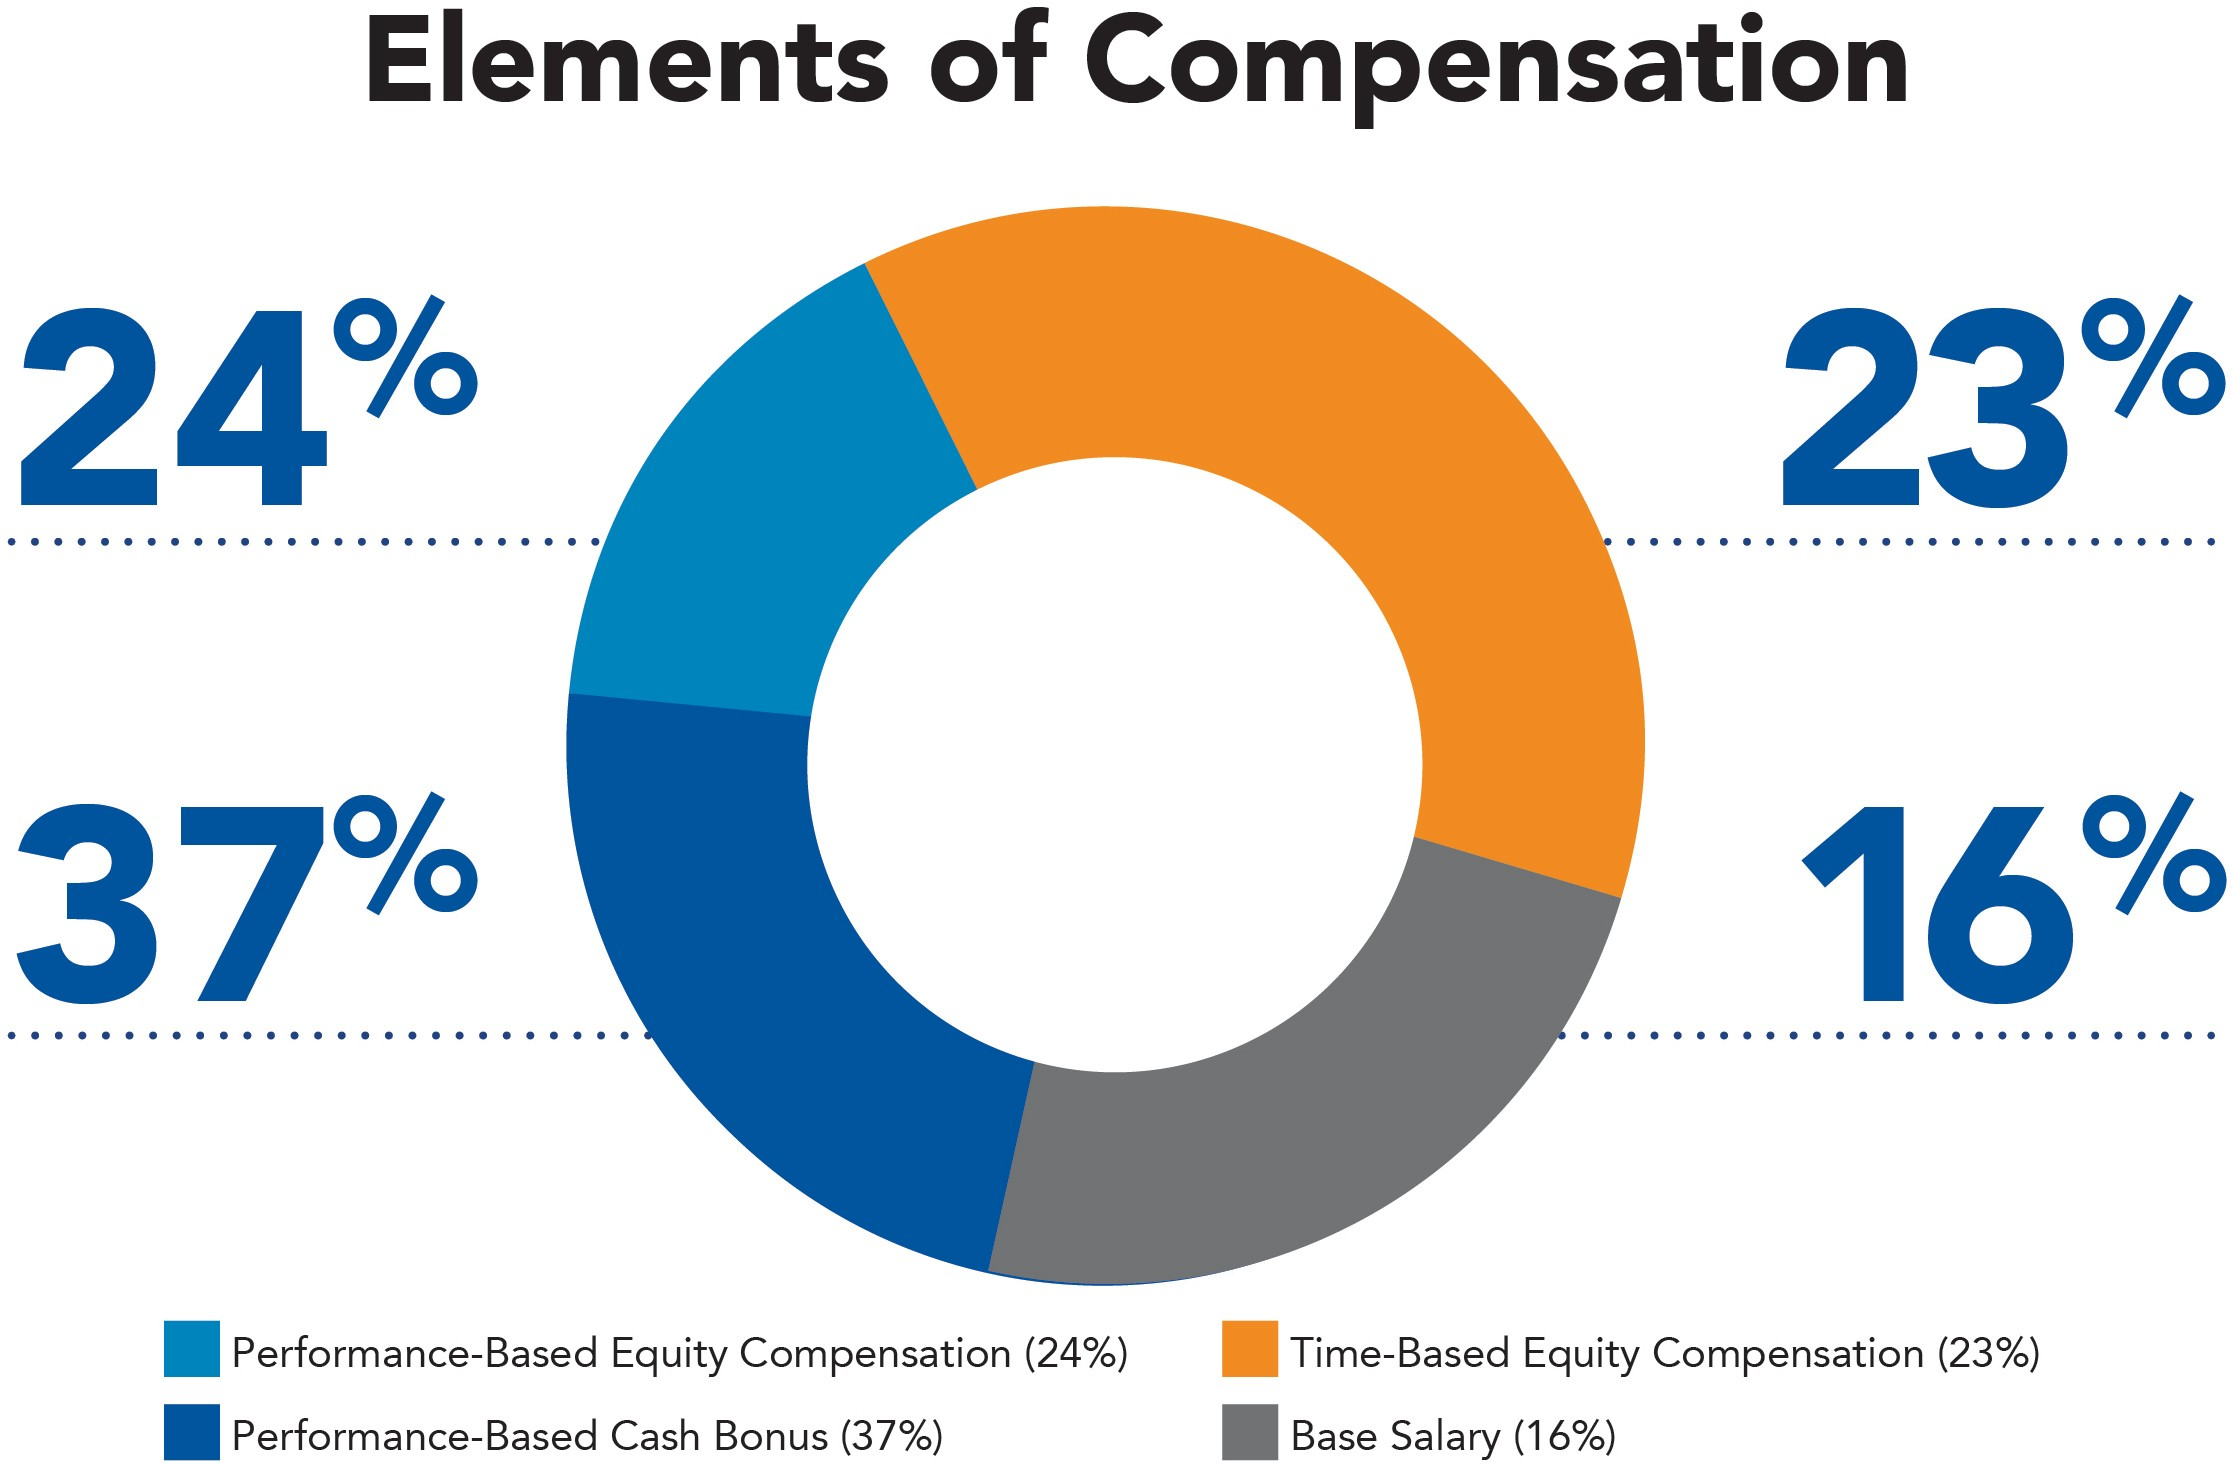 Elements of Compensation
24%
23%
37%
16%
Performance-Based Equity Compensation (24%)
Time-Based Equity Compensation (23%)
Performance-Based Cash Bonus (37%)
Base Salary (16%)